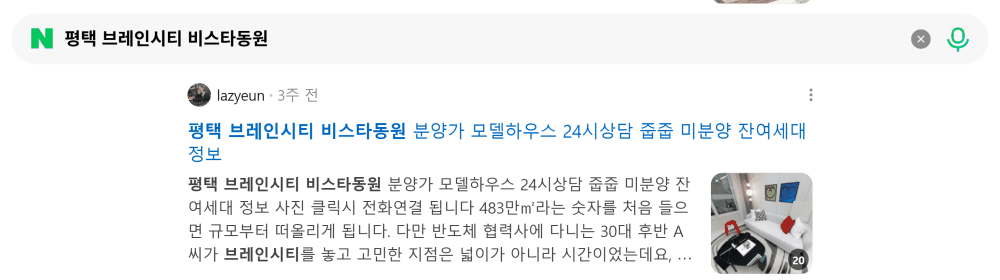 평택 브레인시티 비스타동원
lazyeun · 3주 전
평택 브레인시티 비스타동원 분양가 모델하우스 24시상담 줍줍 미분양 잔여세대
정보
평택 브레인시티 비스타동원 분양가 모델하우스 24시상담 줍줍 미분양 잔
여세대 정보 사진 클릭시 전화연결 됩니다 483만㎡라는 숫자를 처음 들으
면 규모부터 떠올리게 됩니다. 다만 반도체 협력사에 다니는 30대 후반 A
씨가 브레인시티를 놓고 고민한 지점은 넓이가 아니라 시간이었는데요, ...
20